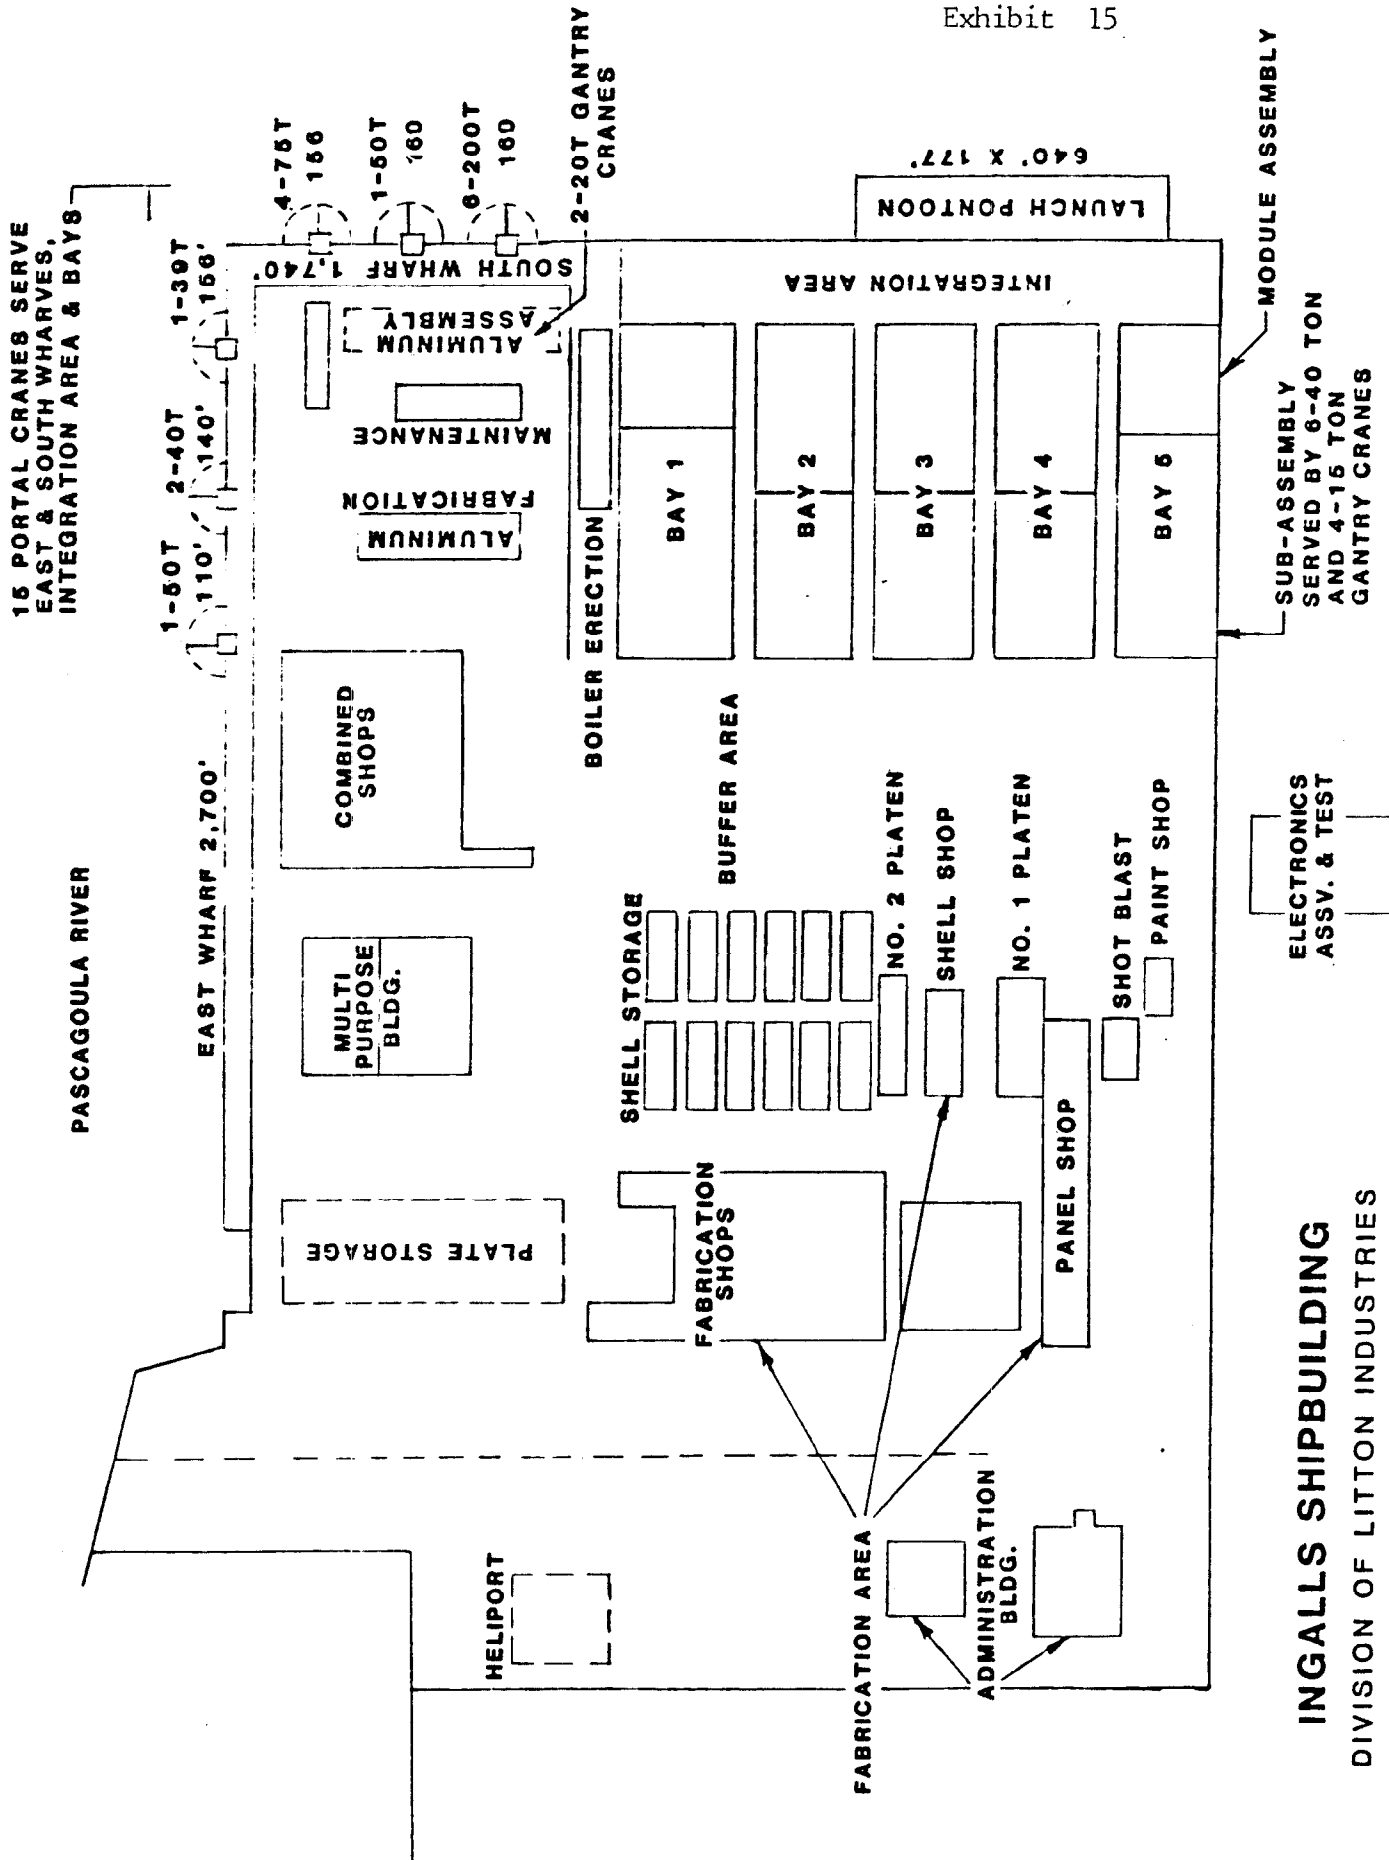 Exhibit 15
15 PORTAL CRANES SERVE
EAST & SOUTH WHARVES,
INTEGRATION AREA & BAYS
PASCAGOULA RIVER
EAST WHARF 2,700'
1-50T
110'
2-40T
140'
1-39T
156'
4-75T
156
1-50T
160
6-200T
160
2-20T GANTRY
CRANES
SOUTH WHARF 1,740'
PLATE STORAGE
MULTI
PURPOSE
BLDG.
COMBINED
SHOPS
ALUMINUM
FABRICATION
MAINTENANCE
ALUMINUM
ASSEMBLY
HELIPORT
BOILER ERECTION
SHELL STORAGE
BUFFER AREA
FABRICATION
SHOPS
BAY 1
BAY 2
BAY 3
BAY 4
BAY 5
INTEGRATION AREA
LAUNCH PONTOON
640' X 177'
NO. 2 PLATEN
SHELL SHOP
NO. 1 PLATEN
PANEL SHOP
SHOT BLAST
PAINT SHOP
FABRICATION AREA
ADMINISTRATION
BLDG.
MODULE ASSEMBLY
SUB-ASSEMBLY
SERVED BY 6-40 TON
AND 4-15 TON
GANTRY CRANES
ELECTRONICS
ASSV. & TEST
INGALLS SHIPBUILDING
DIVISION OF LITTON INDUSTRIES